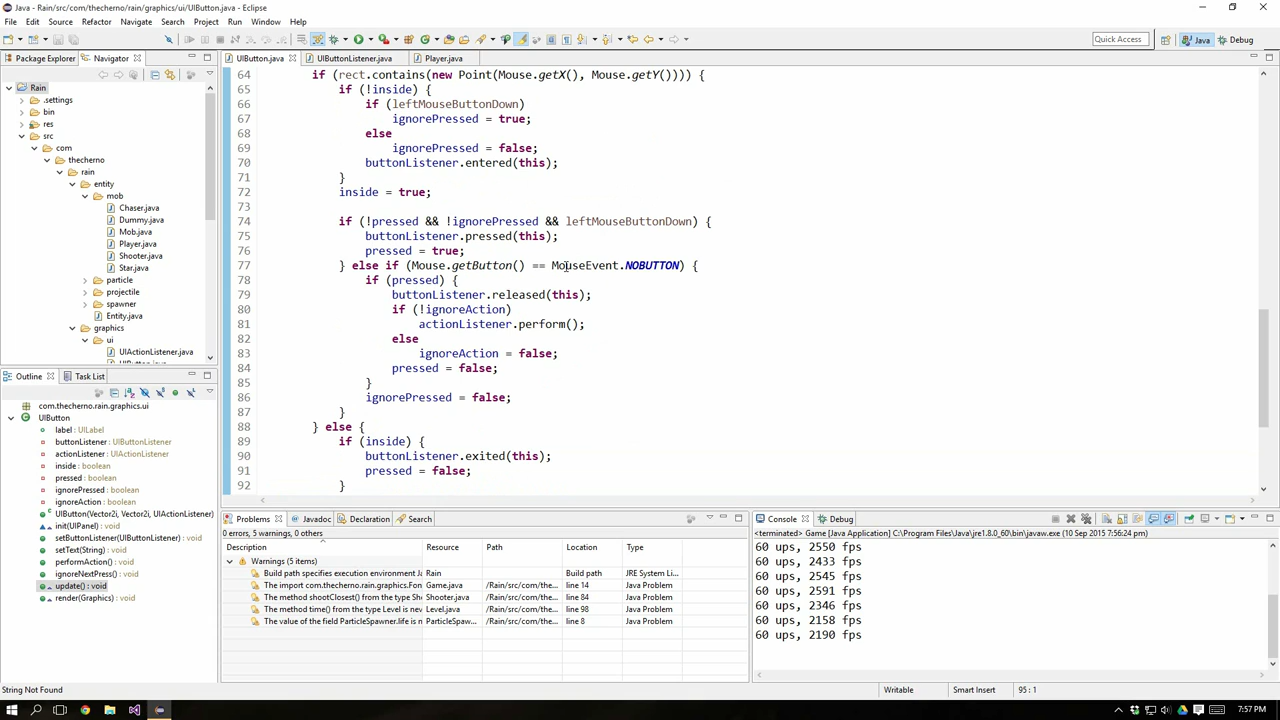 Java - Rain/src/com/thecherno/rain/graphics/ui/UIButton.java - Eclipse
File Edit Source Refactor Navigate Search Project Run Window Help
Quick Access
Java
Debug
Package Explorer
Navigator
Rain
.settings
bin
res
src
com
thecherno
rain
entity
mob
Chaser.java
Dummy.java
Mob.java
Player.java
Shooter.java
Star.java
particle
projectile
spawner
Entity.java
graphics
ui
UIActionListener.java
Outline
Task List
com.thecherno.rain.graphics.ui
UIButton
label : UILabel
buttonListener : UIButtonListener
actionListener : UIActionListener
inside : boolean
pressed : boolean
ignorePressed : boolean
ignoreAction : boolean
UIButton(Vector2i, Vector2i, UIActionListener)
init(UIPanel) : void
setButtonListener(UIButtonListener) : void
setText(String) : void
performAction() : void
ignoreNextPress() : void
update() : void
render(Graphics) : void
UIButton.java
UIButtonListener.java
Player.java
64 if (rect.contains(new Point(Mouse.getX(), Mouse.getY()))) {
65 if (!inside) {
66 if (leftMouseButtonDown)
67 ignorePressed = true;
68 else
69 ignorePressed = false;
70 buttonListener.entered(this);
71 }
72 inside = true;
73
74 if (!pressed && !ignorePressed && leftMouseButtonDown) {
75 buttonListener.pressed(this);
76 pressed = true;
77 } else if (Mouse.getButton() == MouseEvent.NOBUTTON) {
78 if (pressed) {
79 buttonListener.released(this);
80 if (!ignoreAction)
81 actionListener.perform();
82 else
83 ignoreAction = false;
84 pressed = false;
85 }
86 ignorePressed = false;
87 }
88 } else {
89 if (inside) {
90 buttonListener.exited(this);
91 pressed = false;
92 }
Problems
Javadoc
Declaration
Search
0 errors, 5 warnings, 0 others
Description Resource Path Location Type
Warnings (5 items)
Build path specifies execution environment J Rain Build path JRE System Li...
The import com.thecherno.rain.graphics.Fon Game.java /Rain/src/com/the... line 14 Java Problem
The method shootClosest() from the type Sho Shooter.java /Rain/src/com/the... line 84 Java Problem
The method time() from the type Level is nev Level.java /Rain/src/com/the... line 98 Java Problem
The value of the field ParticleSpawner.life is n ParticleSpaw... /Rain/src/com/the... line 8 Java Problem
Console
Debug
<terminated> Game [Java Application] C:\Program Files\Java\jre1.8.0_60\bin\javaw.exe (10 Sep 2015 7:56:24 pm)
60 ups, 2550 fps
60 ups, 2433 fps
60 ups, 2545 fps
60 ups, 2591 fps
60 ups, 2346 fps
60 ups, 2158 fps
60 ups, 2190 fps
String Not Found
Writable
Smart Insert
95 : 1
7:57 PM